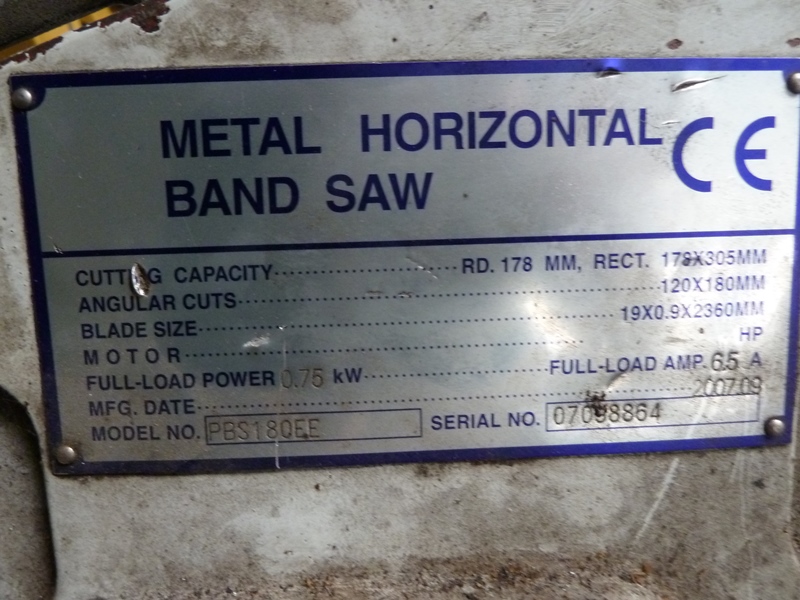 METAL HORIZONTAL CE
BAND SAW
CUTTING CAPACITY RD. 178 MM, RECT. 178X305MM
ANGULAR CUTS 120X180MM
BLADE SIZE 19X0.9X2360MM
MOTOR HP
FULL-LOAD POWER 0.75 kW FULL-LOAD AMP. 6.5 A
MFG. DATE 2007.09
MODEL NO. PBS180EE SERIAL NO. 07098864